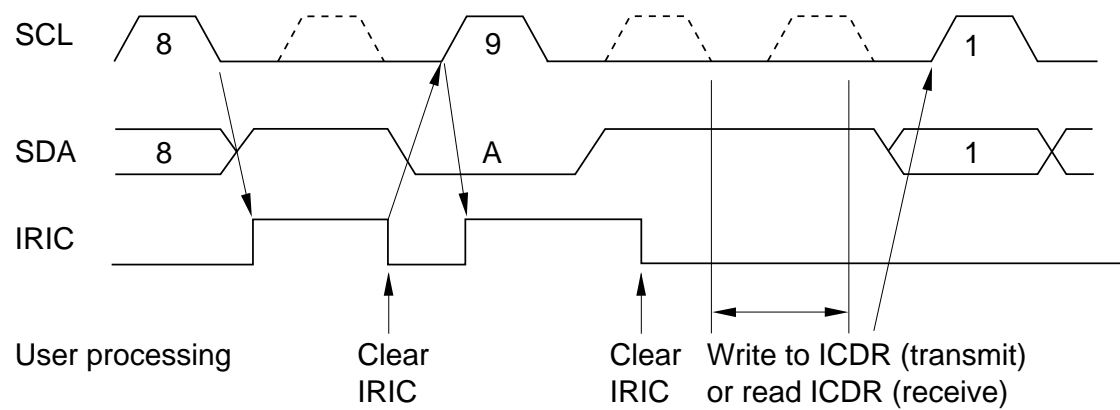 SCL 8 9 1
SDA 8 A 1
IRIC
User processing Clear Clear Write to ICDR (transmit)
IRIC IRIC or read ICDR (receive)